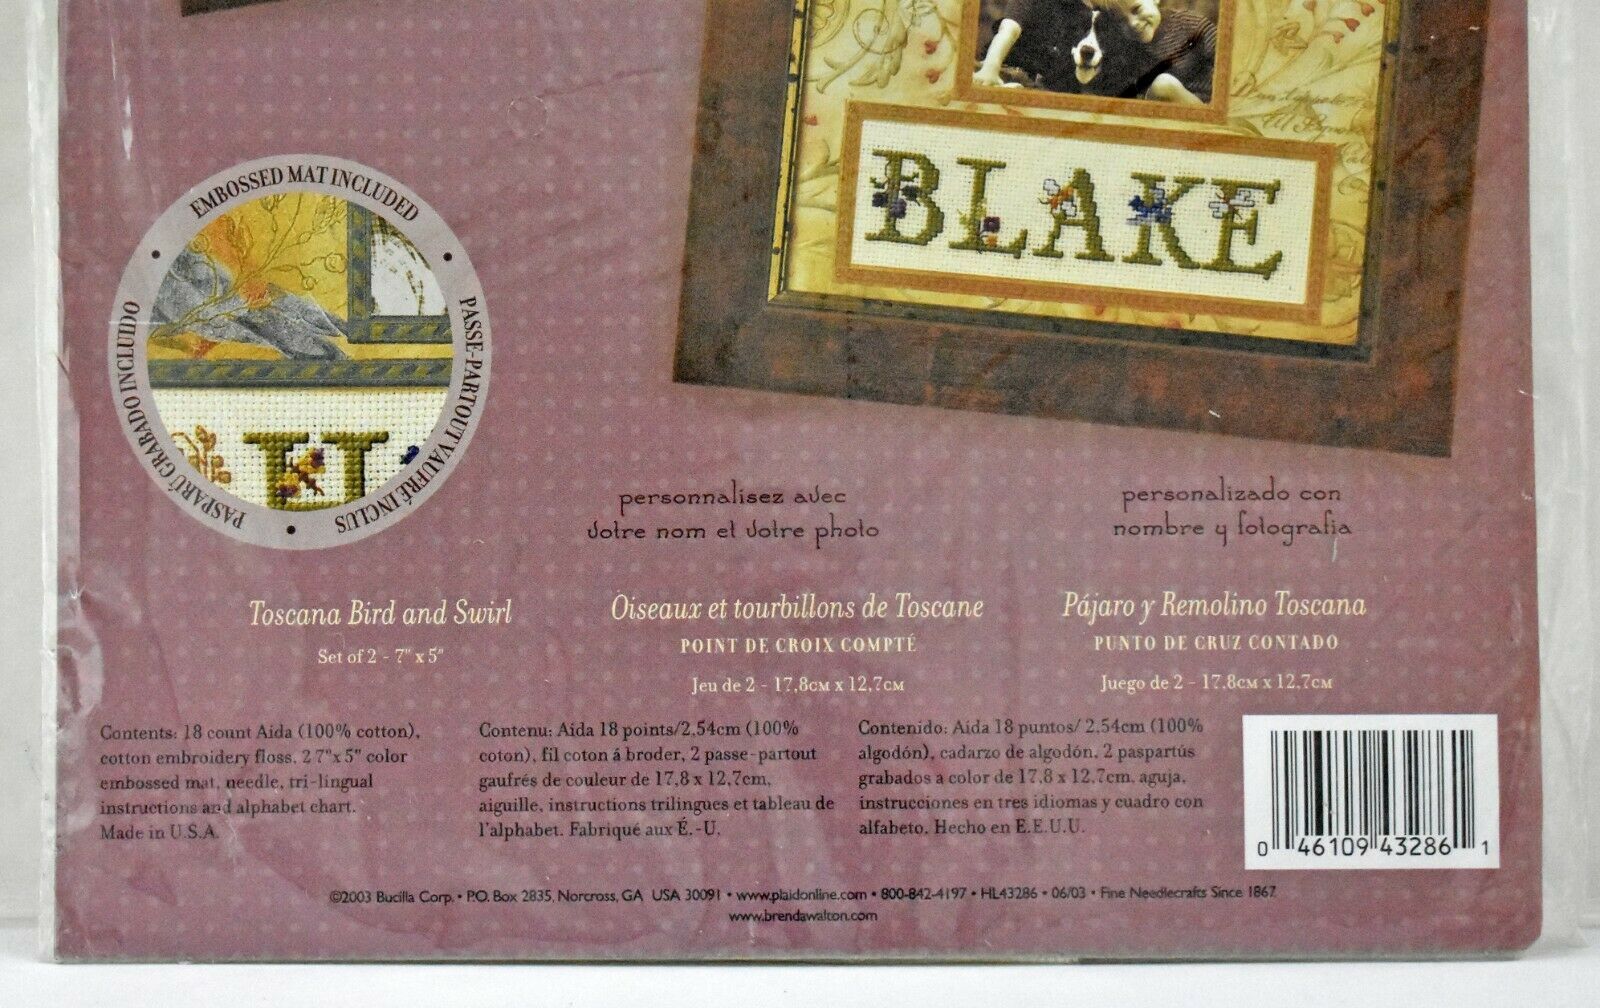 BLAKE
EMBOSSED MAT INCLUDED
PASSE-PARTOUT VAUFRÉ INCLUS
PASPARÚ GRABADO INCLUIDO
U
personnalisez avec
votre nom et votre photo
personalizado con
nombre y fotografia
Toscana Bird and Swirl
Set of 2 - 7" x 5"
Oiseaux et tourbillons de Toscane
POINT DE CROIX COMPTÉ
Jeu de 2 - 17,8CM x 12,7CM
Pájaro y Remolino Toscana
PUNTO DE CRUZ CONTADO
Juego de 2 - 17,8CM x 12,7CM
Contents: 18 count Aida (100% cotton),
cotton embroidery floss, 2 7"x 5" color
embossed mat, needle, tri-lingual
instructions and alphabet chart.
Made in U.S.A.
Contenu: Aida 18 points/2,54cm (100%
coton), fil coton á broder, 2 passe-partout
gaufrés de couleur de 17,8 x 12,7cm,
aiguille, instructions trilingues et tableau de
l'alphabet. Fabriqué aux É.-U.
Contenido: Aida 18 puntos/ 2,54cm (100%
algodón), cadarzo de algodón, 2 paspartús
grabados a color de 17,8 x 12,7cm, aguja,
instrucciones en tres idiomas y cuadro con
alfabeto. Hecho en E.E.U.U.
0 46109 43286 1
©2003 Bucilla Corp. • P.O. Box 2835, Norcross, GA USA 30091 • www.plaidonline.com • 800-842-4197 • HL43286 • 06/03 • Fine Needlecrafts Since 1867
www.brendawalton.com